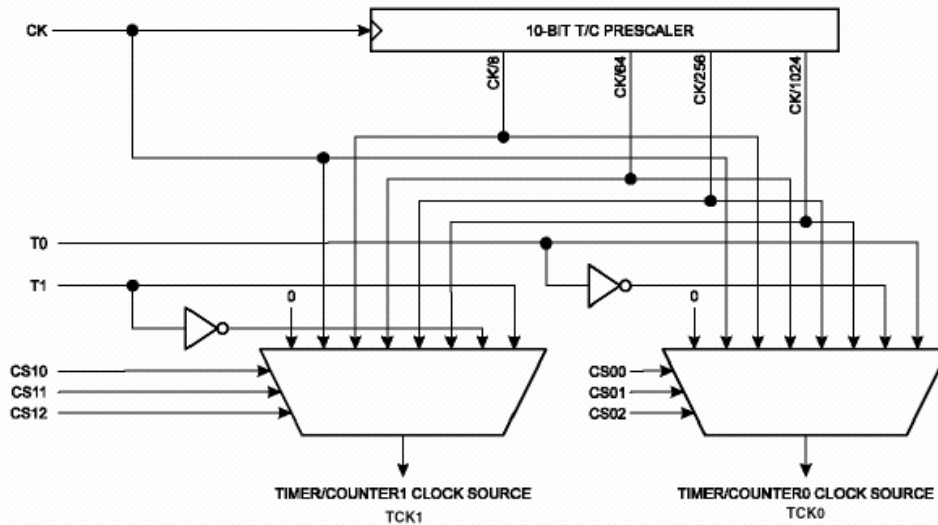 CK
10-BIT T/C PRESCALER
CK/8
CK/64
CK/256
CK/1024
T0
T1
0
0
CS10
CS11
CS12
CS00
CS01
CS02
TIMER/COUNTER1 CLOCK SOURCE
TCK1
TIMER/COUNTER0 CLOCK SOURCE
TCK0